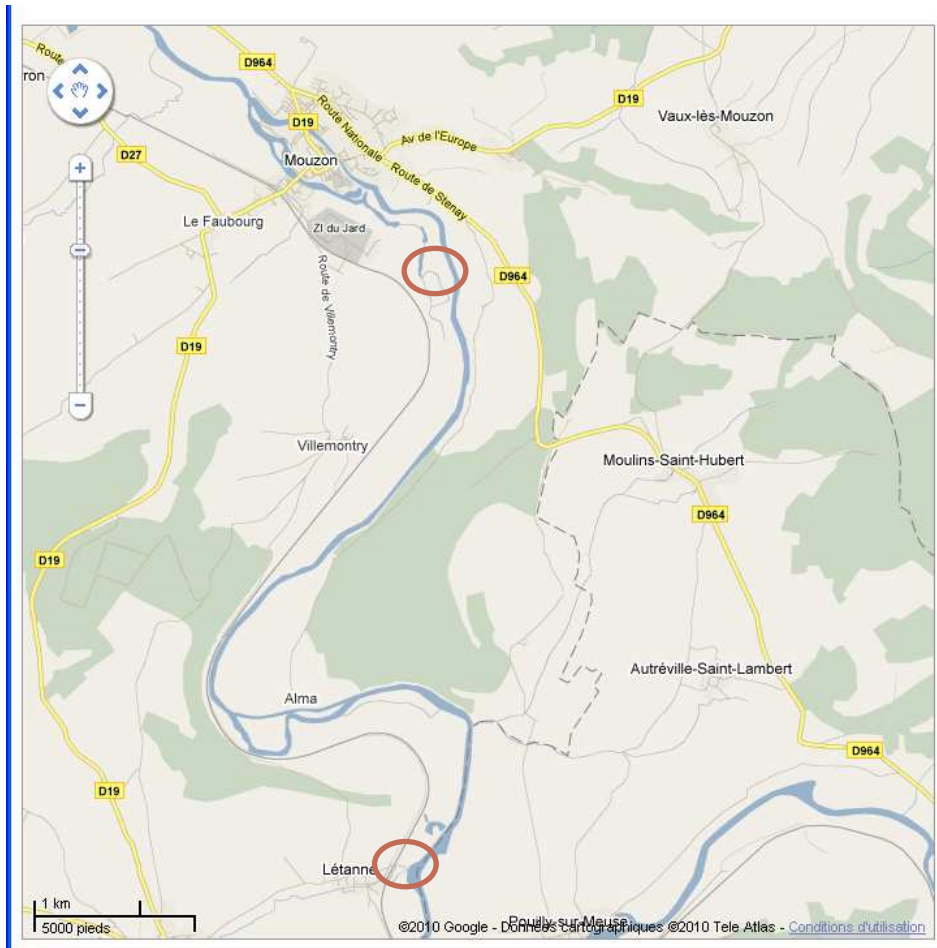 D964
Route
ron
D19
D19
Vaux-lès-Mouzon
Route Nationale - Route de Stenay
Av de l'Europe
D27
Mouzon
Le Faubourg
ZI du Jard
Route de Villemontry
D964
D19
Villemontry
Moulins-Saint-Hubert
D964
D19
Autréville-Saint-Lambert
Alma
D964
D19
Létanne
1 km
5000 pieds
Pouilly-sur-Meuse
©2010 Google - Données cartographiques ©2010 Tele Atlas - Conditions d'utilisation